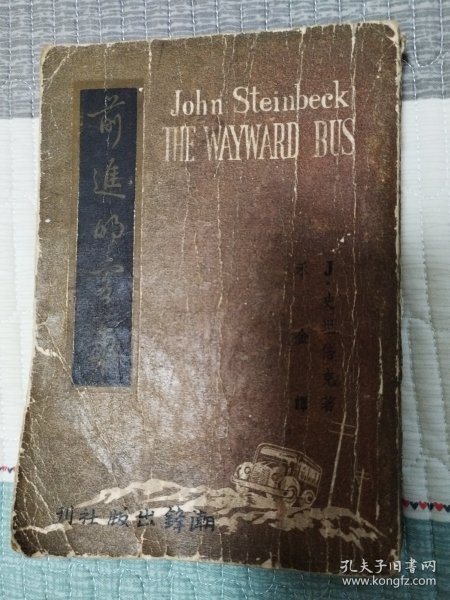 John Steinbeck
THE WAYWARD BUS
前進的客車
J·史坦倍克著
禾金譯
潮鋒出版社刊
孔夫子旧书网
www.kongfz.com